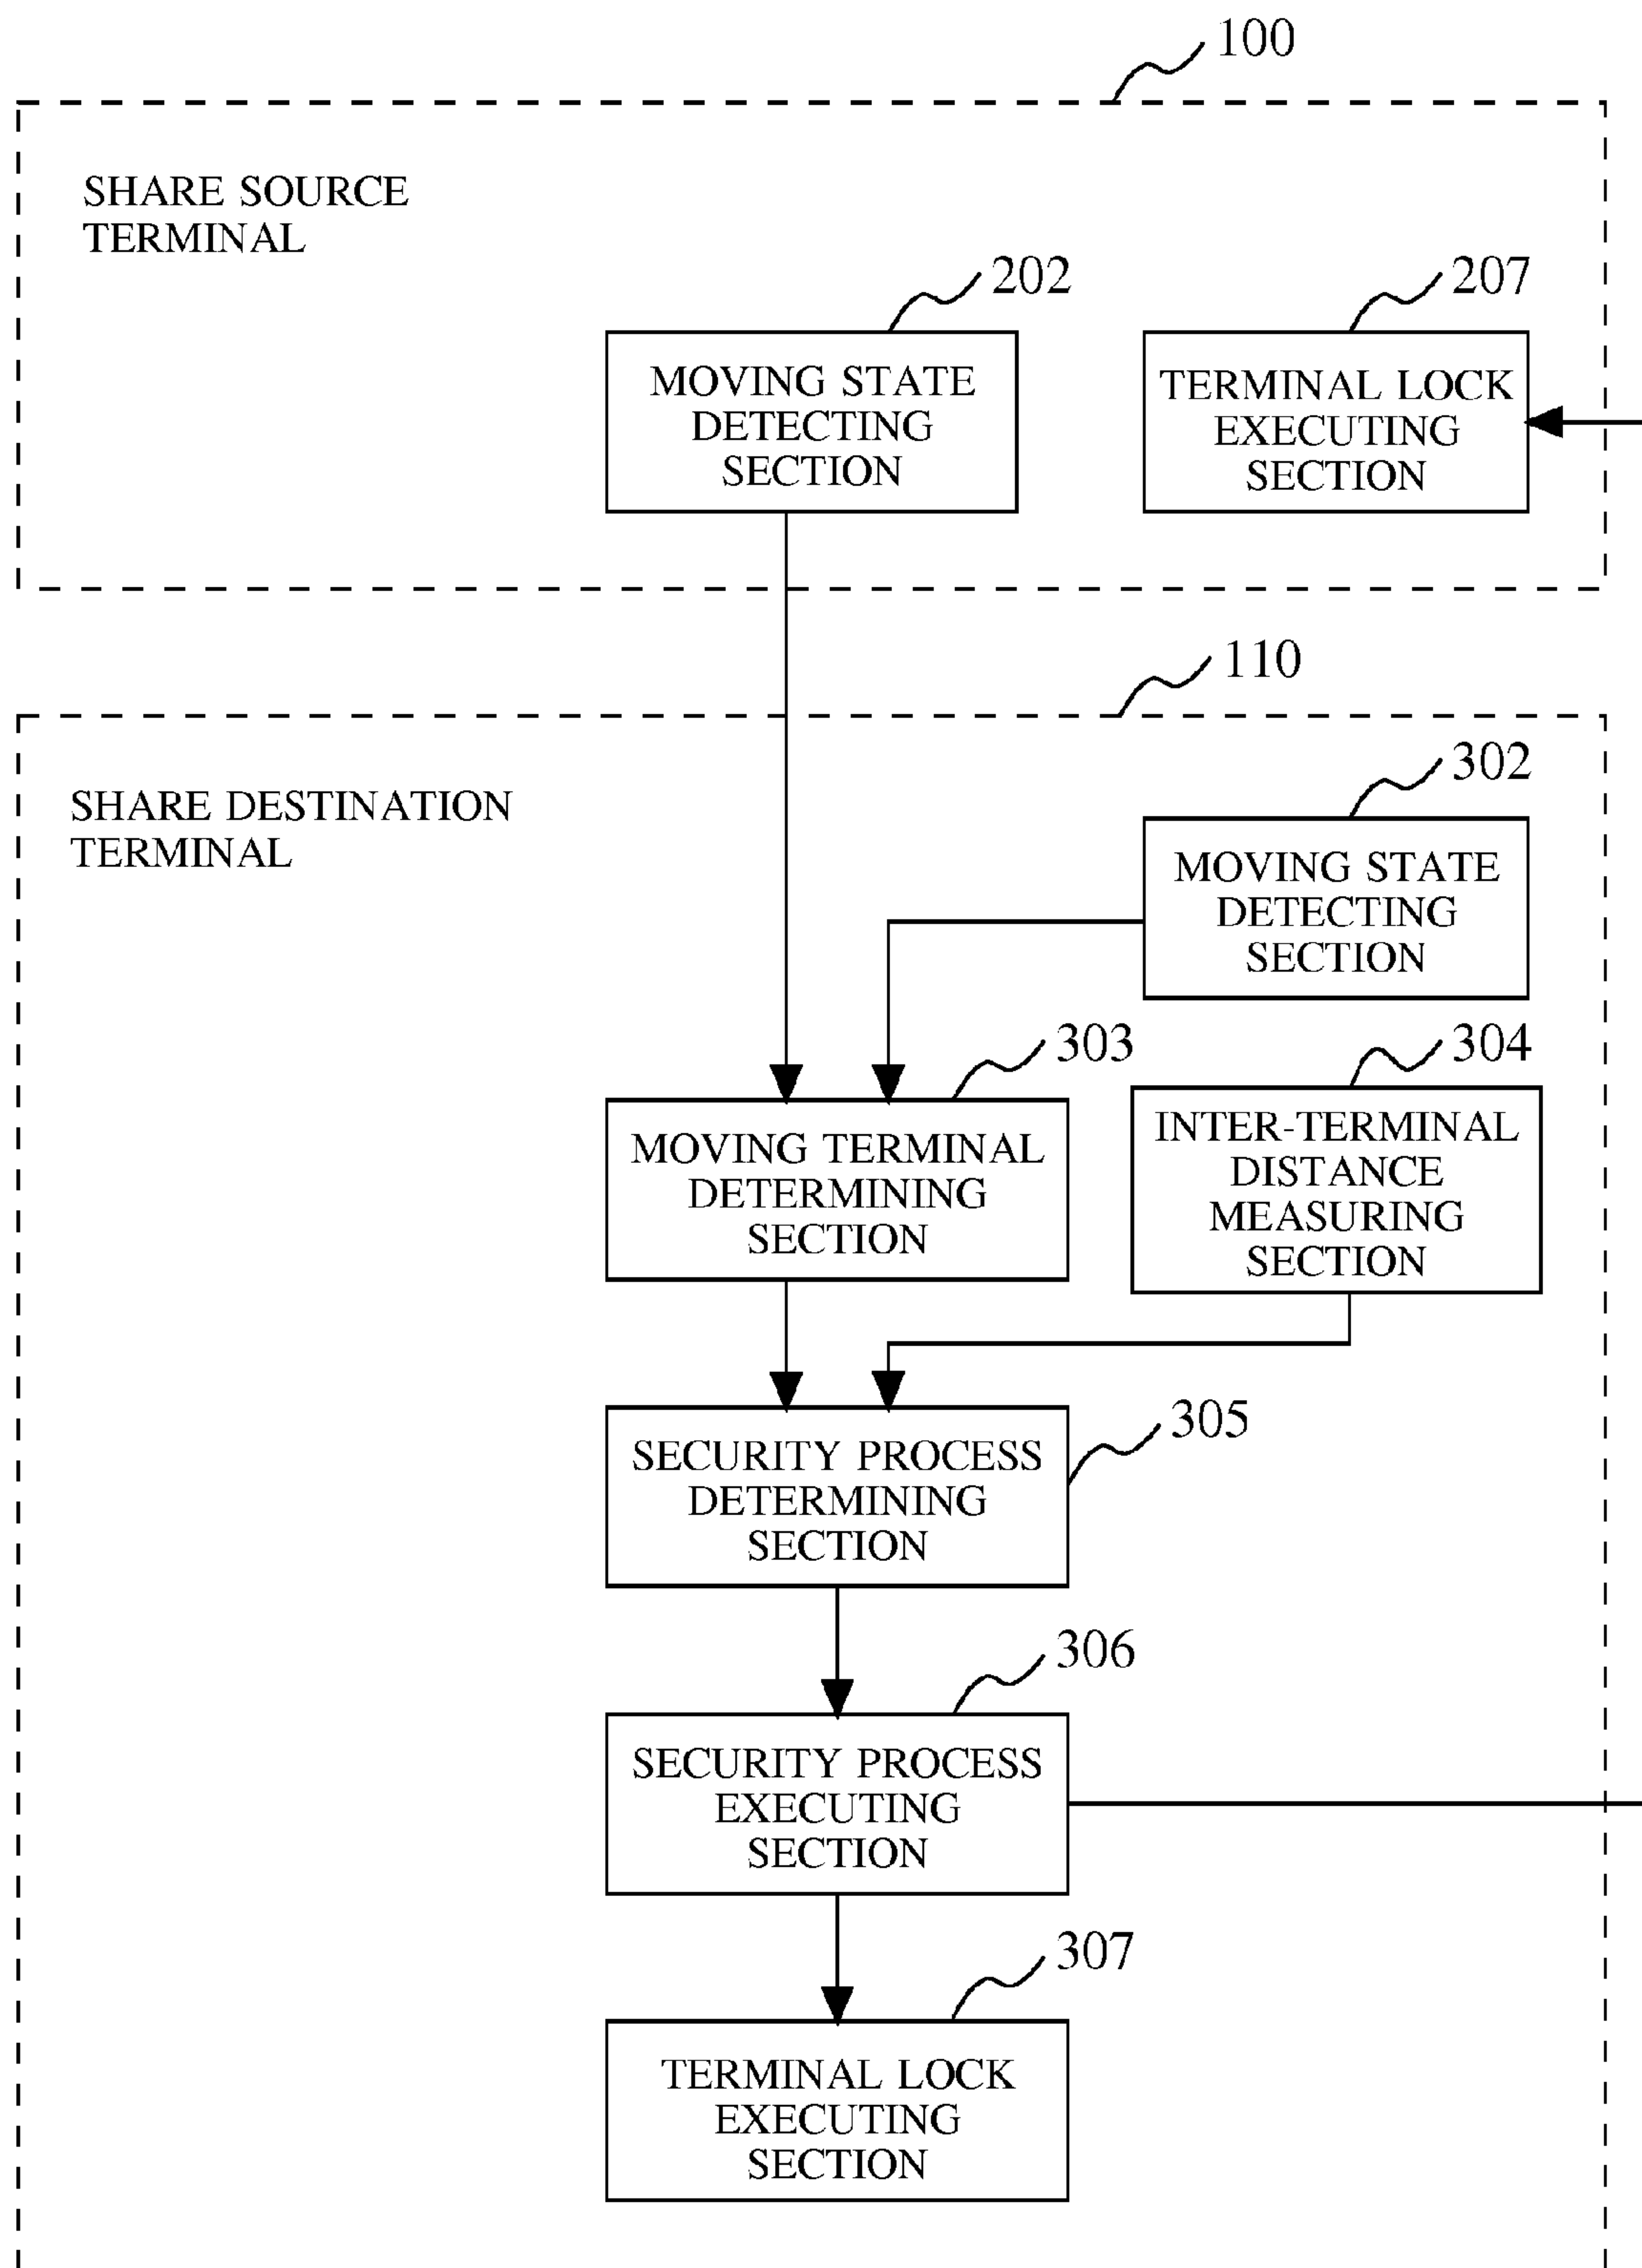 100
SHARE SOURCE
TERMINAL
202
207
MOVING STATE
DETECTING
SECTION
TERMINAL LOCK
EXECUTING
SECTION
110
SHARE DESTINATION
TERMINAL
302
MOVING STATE
DETECTING
SECTION
303
304
MOVING TERMINAL
DETERMINING
SECTION
INTER-TERMINAL
DISTANCE
MEASURING
SECTION
305
SECURITY PROCESS
DETERMINING
SECTION
306
SECURITY PROCESS
EXECUTING
SECTION
307
TERMINAL LOCK
EXECUTING
SECTION